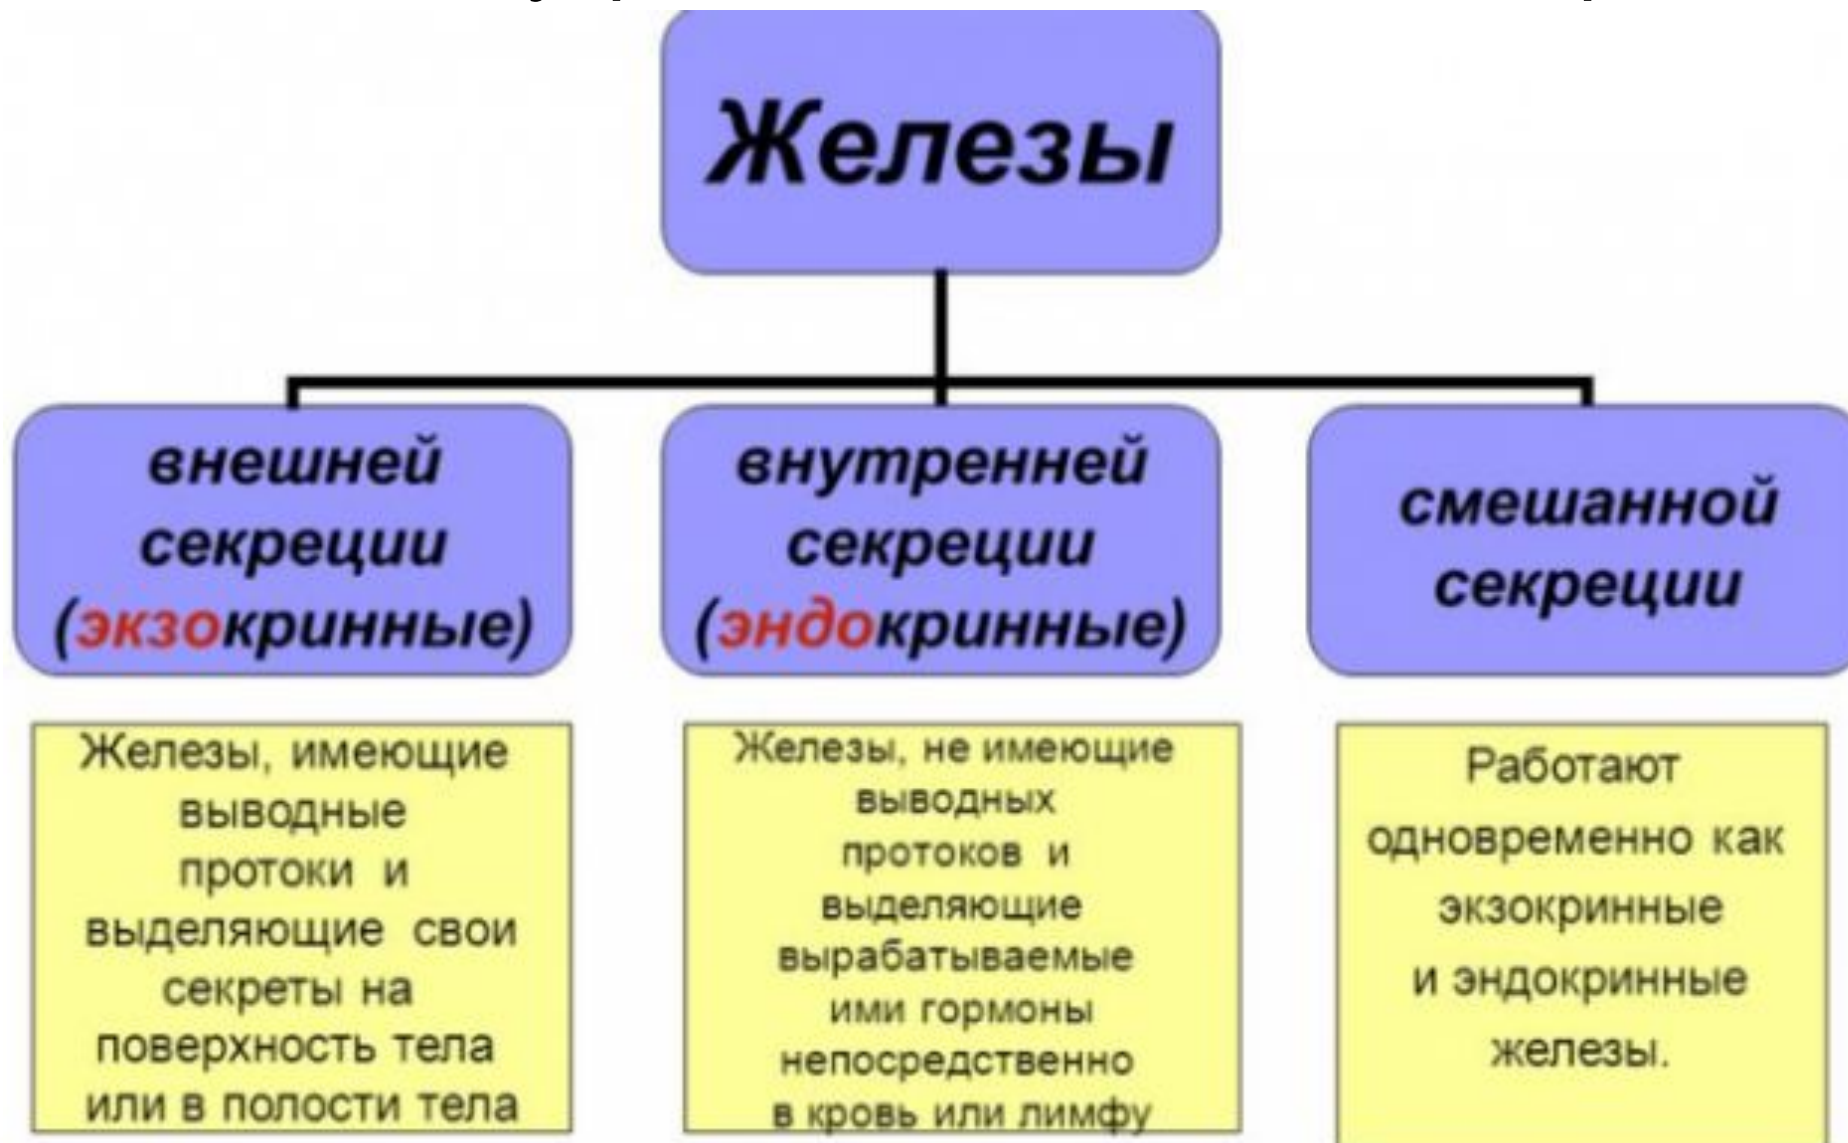 Железы
внешней
секреции
(экзокринные)
внутренней
секреции
(эндокринные)
смешанной
секреции
Железы, имеющие
выводные
протоки и
выделяющие свои
секреты на
поверхность тела
или в полости тела
Железы, не имеющие
выводных
протоков и
выделяющие
вырабатываемые
ими гормоны
непосредственно
в кровь или лимфу
Работают
одновременно как
экзокринные
и эндокринные
железы.